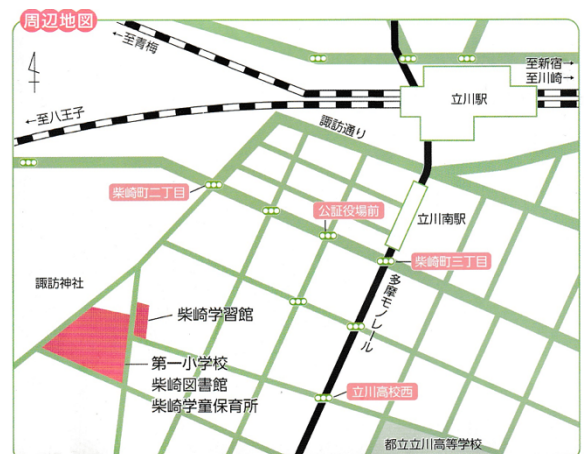 周辺地図
←至青梅
至新宿→
至川崎→
立川駅
←至八王子
諏訪通り
柴崎町二丁目
公証役場前
立川南駅
柴崎町三丁目
諏訪神社
多摩モノレール
柴崎学習館
第一小学校
柴崎図書館
柴崎学童保育所
立川高校西
都立立川高等学校